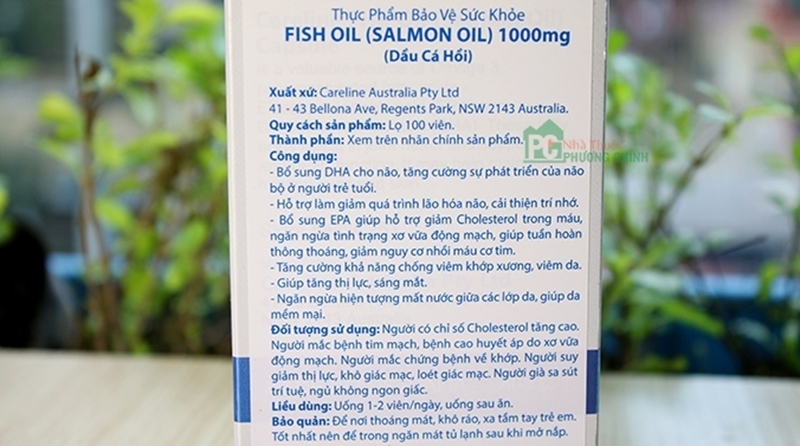 Thực Phẩm Bảo Vệ Sức Khỏe
FISH OIL (SALMON OIL) 1000mg
(Dầu Cá Hồi)
Xuất xứ: Careline Australia Pty Ltd
41 - 43 Bellona Ave, Regents Park, NSW 2143 Australia.
Quy cách sản phẩm: Lọ 100 viên.
Thành phần: Xem trên nhãn chính sản phẩm.
Nhà Thuốc
PHƯƠNG CHINH
Công dụng:
- Bổ sung DHA cho não, tăng cường sự phát triển của não
bộ ở người trẻ tuổi.
- Hỗ trợ làm giảm quá trình lão hóa não, cải thiện trí nhớ.
- Bổ sung EPA giúp hỗ trợ giảm Cholesterol trong máu,
ngăn ngừa tình trạng xơ vữa động mạch, giúp tuần hoàn
thông thoáng, giảm nguy cơ nhồi máu cơ tim.
- Tăng cường khả năng chống viêm khớp xương, viêm da.
- Giúp tăng thị lực, sáng mắt.
- Ngăn ngừa hiện tượng mất nước giữa các lớp da, giúp da
mềm mại.
Đối tượng sử dụng: Người có chỉ số Cholesterol tăng cao.
Người mắc bệnh tim mạch, bệnh cao huyết áp do xơ vữa
động mạch. Người mắc chứng bệnh về khớp. Người suy
giảm thị lực, khô giác mạc, loét giác mạc. Người già sa sút
trí tuệ, ngủ không ngon giấc.
Liều dùng: Uống 1-2 viên/ngày, uống sau ăn.
Bảo quản: Để nơi thoáng mát, khô ráo, xa tầm tay trẻ em.
Tốt nhất nên để trong ngăn mát tủ lạnh sau khi mở nắp.